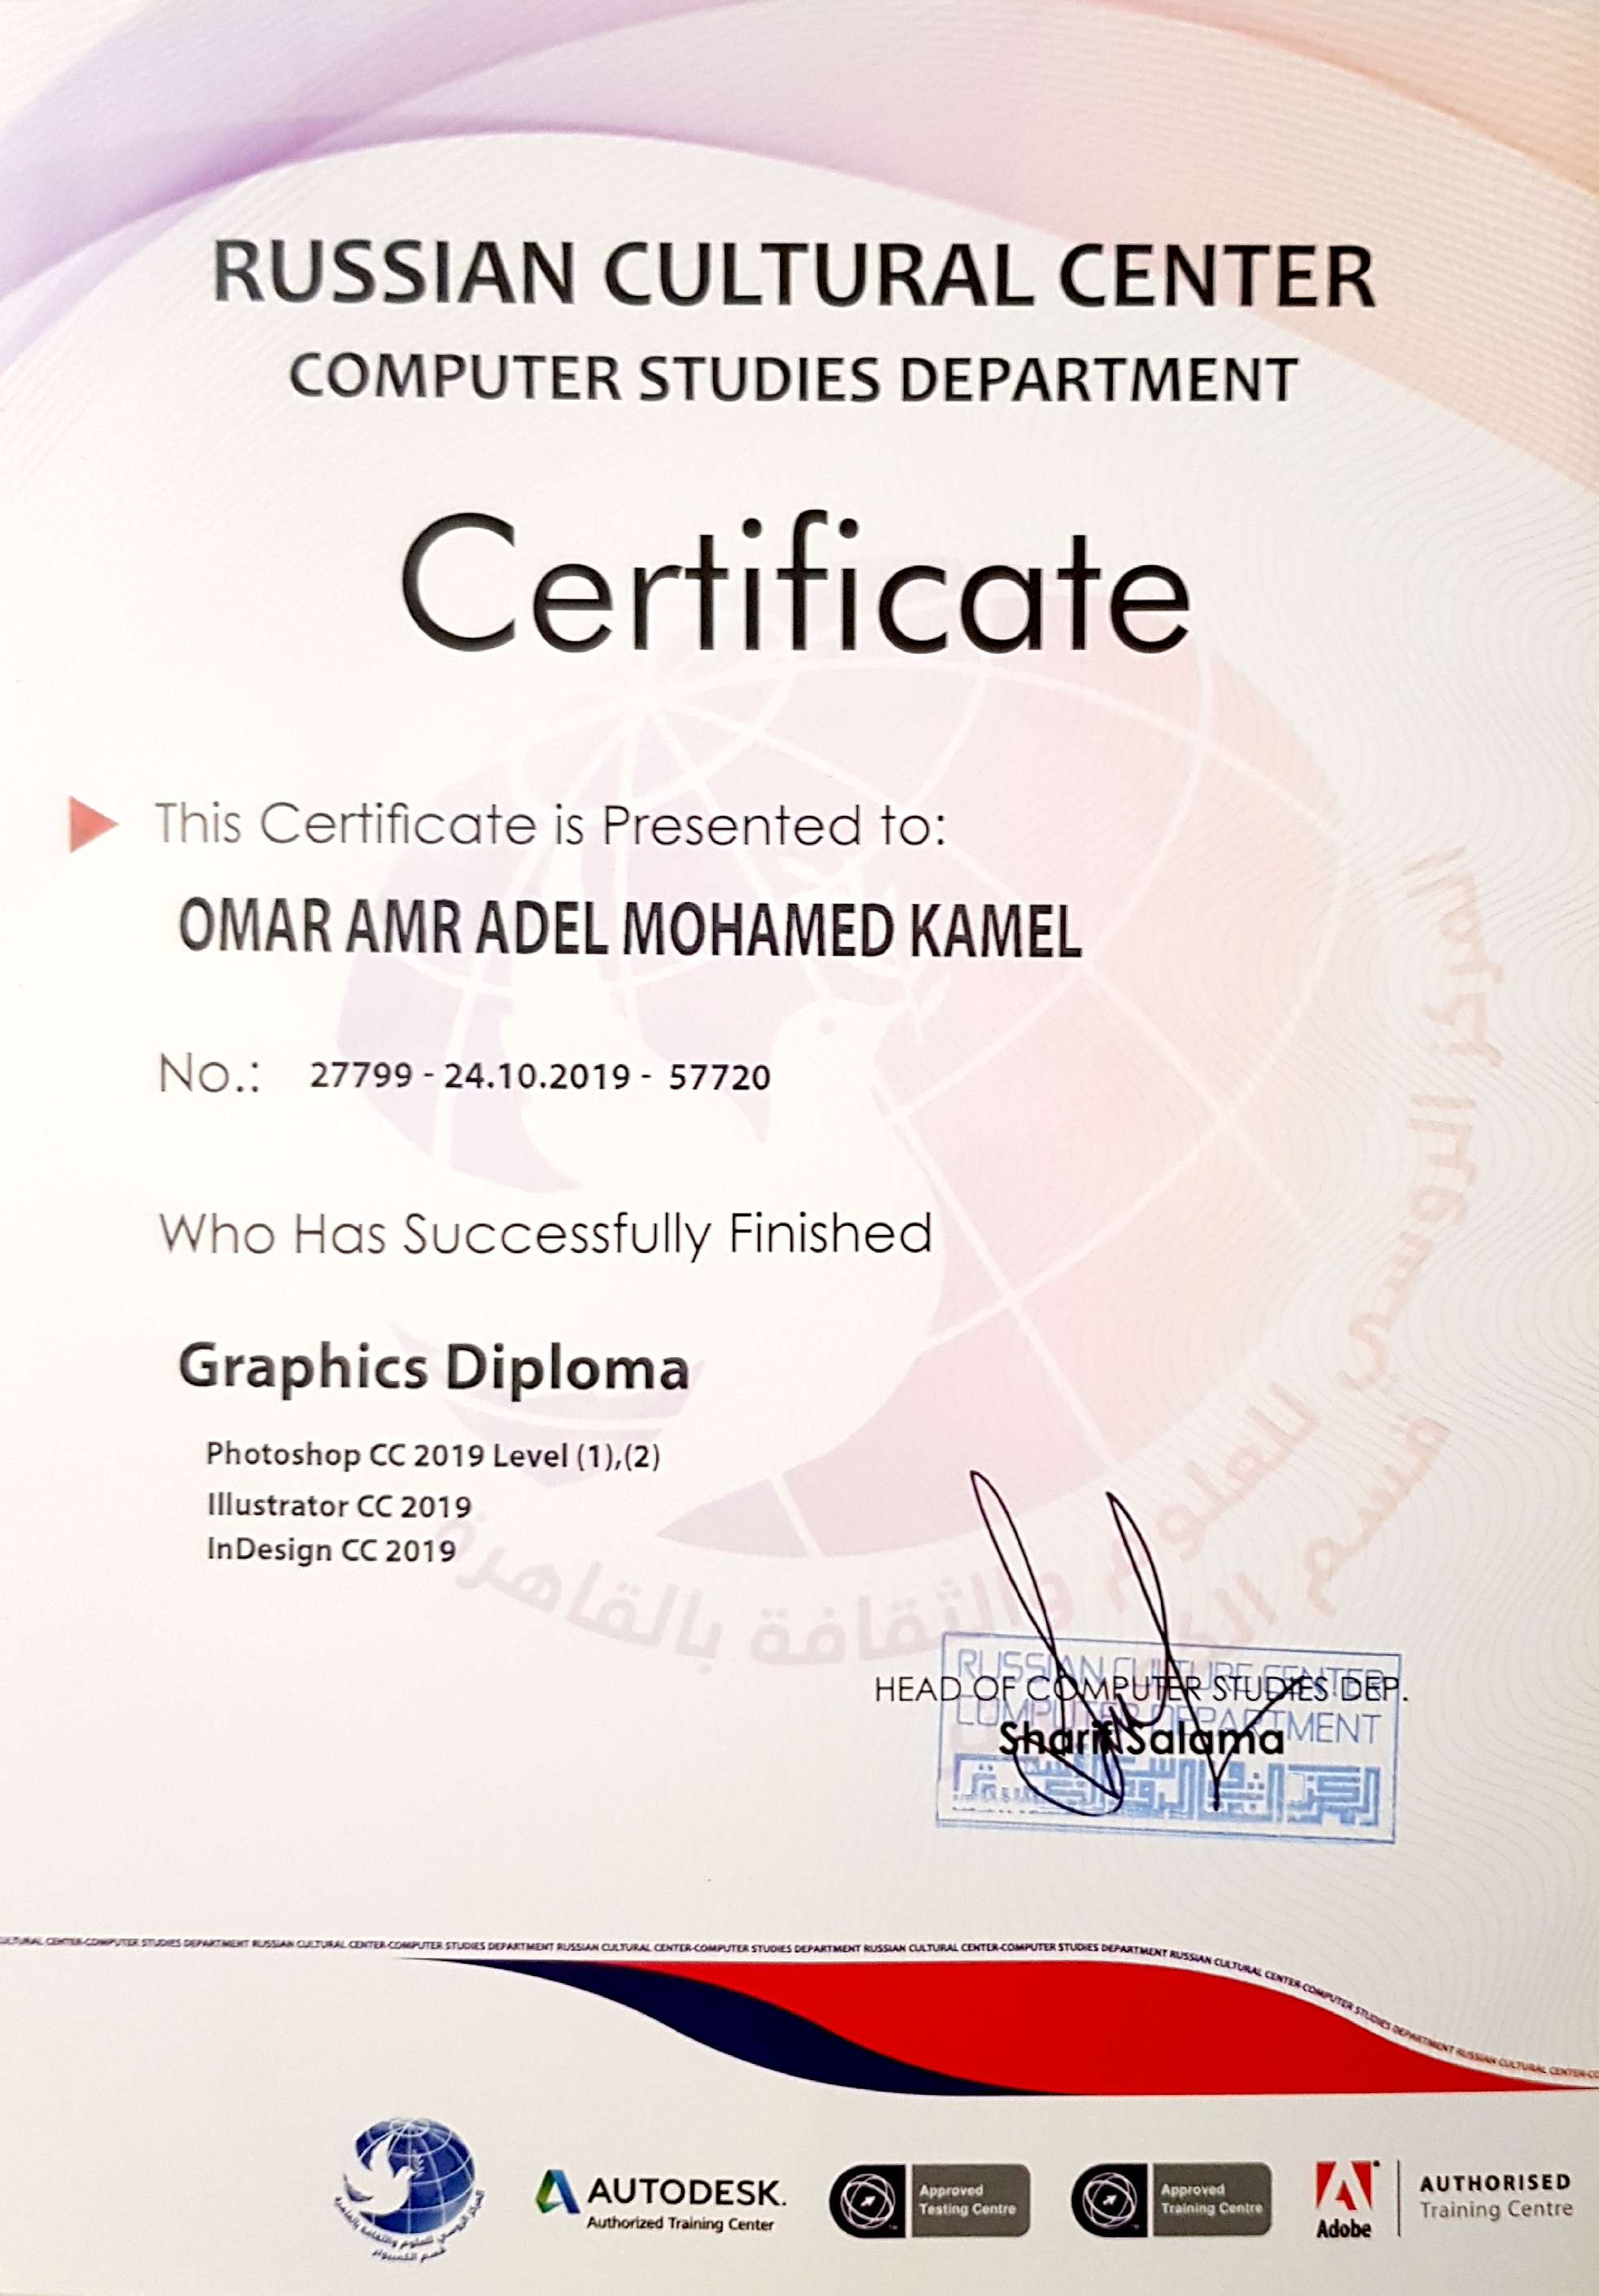 RUSSIAN CULTURAL CENTER
COMPUTER STUDIES DEPARTMENT
Certificate
This Certificate is Presented to:
OMAR AMR ADEL MOHAMED KAMEL
No.: 27799 - 24.10.2019 - 57720
Who Has Successfully Finished
Graphics Diploma
Photoshop CC 2019 Level (1),(2)
Illustrator CC 2019
InDesign CC 2019
المركز الروسي للعلوم والثقافة بالقاهرة
قسم
RUSSIAN CULTURE CENTER
COMPUTER DEPARTMENT
HEAD OF COMPUTER STUDIES DEP.
Sharif Salama
CULTURAL CENTER-COMPUTER STUDIES DEPARTMENT RUSSIAN CULTURAL CENTER-COMPUTER STUDIES DEPARTMENT RUSSIAN CULTURAL CENTER-COMPUTER STUDIES DEPARTMENT RUSSIAN CULTURAL CENTER-COMPUTER STUDIES DEPARTMENT RUSSIAN CULTURAL CENTER-COMPUTER STUDIES DEPARTMENT RUSSIAN CULTURAL CENTER-CO
المركز الروسي للعلوم والثقافة بالقاهرة
قسم الكمبيوتر
AUTODESK.
Authorized Training Center
Approved
Testing Centre
Approved
Training Centre
Adobe
AUTHORISED
Training Centre